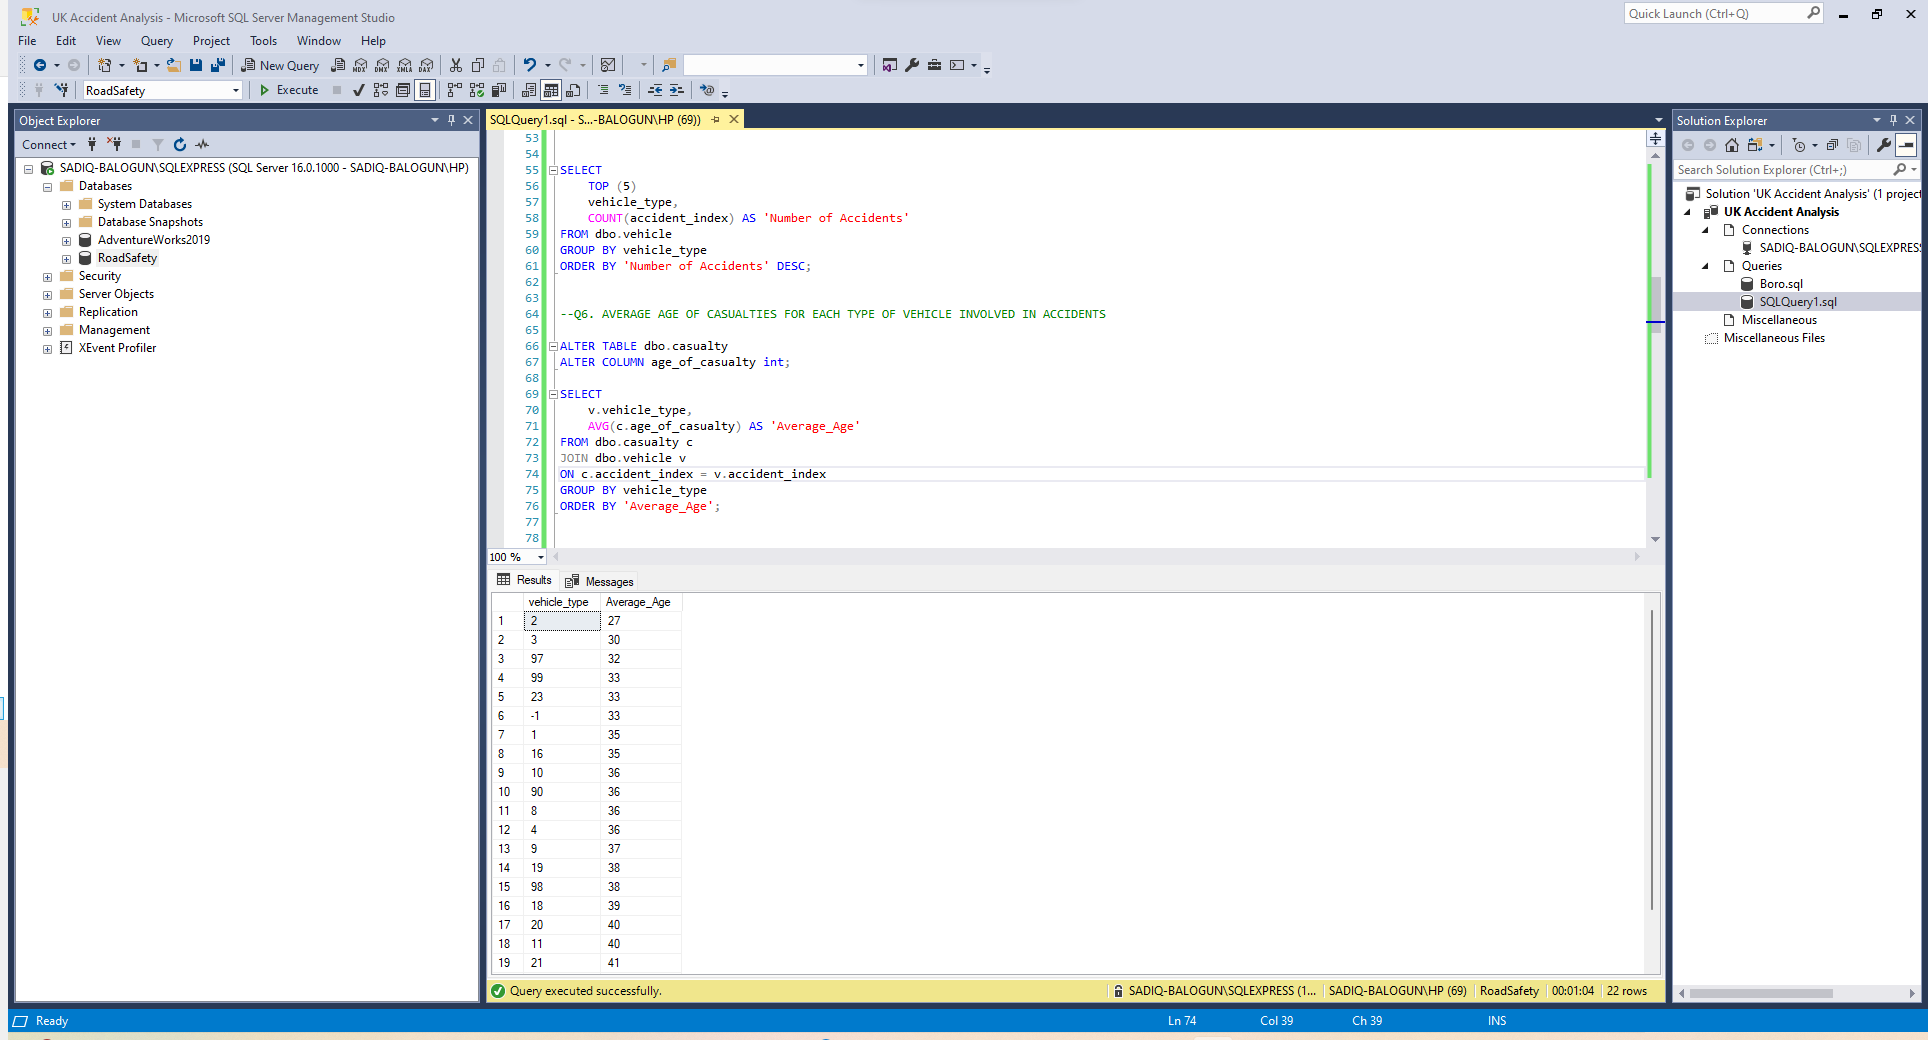 UK Accident Analysis - Microsoft SQL Server Management Studio
Quick Launch (Ctrl+Q)
File Edit View Query Project Tools Window Help
New Query
MDX DMX XMLA DAX
RoadSafety
Execute
Object Explorer
Connect
SADIQ-BALOGUN\SQLEXPRESS (SQL Server 16.0.1000 - SADIQ-BALOGUN\HP)
Databases
System Databases
Database Snapshots
AdventureWorks2019
RoadSafety
Security
Server Objects
Replication
Management
XEvent Profiler
SQLQuery1.sql - S...-BALOGUN\HP (69))
53
54
55 SELECT
56 TOP (5)
57 vehicle_type,
58 COUNT(accident_index) AS 'Number of Accidents'
59 FROM dbo.vehicle
60 GROUP BY vehicle_type
61 ORDER BY 'Number of Accidents' DESC;
62
63
64 --Q6. AVERAGE AGE OF CASUALTIES FOR EACH TYPE OF VEHICLE INVOLVED IN ACCIDENTS
65
66 ALTER TABLE dbo.casualty
67 ALTER COLUMN age_of_casualty int;
68
69 SELECT
70 v.vehicle_type,
71 AVG(c.age_of_casualty) AS 'Average_Age'
72 FROM dbo.casualty c
73 JOIN dbo.vehicle v
74 ON c.accident_index = v.accident_index
75 GROUP BY vehicle_type
76 ORDER BY 'Average_Age';
77
78
100 %
Results Messages
vehicle_type Average_Age
1 2 27
2 3 30
3 97 32
4 99 33
5 23 33
6 -1 33
7 1 35
8 16 35
9 10 36
10 90 36
11 8 36
12 4 36
13 9 37
14 19 38
15 98 38
16 18 39
17 20 40
18 11 40
19 21 41
Query executed successfully.
SADIQ-BALOGUN\SQLEXPRESS (1... SADIQ-BALOGUN\HP (69) RoadSafety 00:01:04 22 rows
Solution Explorer
Search Solution Explorer (Ctrl+;)
Solution 'UK Accident Analysis' (1 project
UK Accident Analysis
Connections
SADIQ-BALOGUN\SQLEXPRESS
Queries
Boro.sql
SQLQuery1.sql
Miscellaneous
Miscellaneous Files
Ready
Ln 74 Col 39 Ch 39 INS